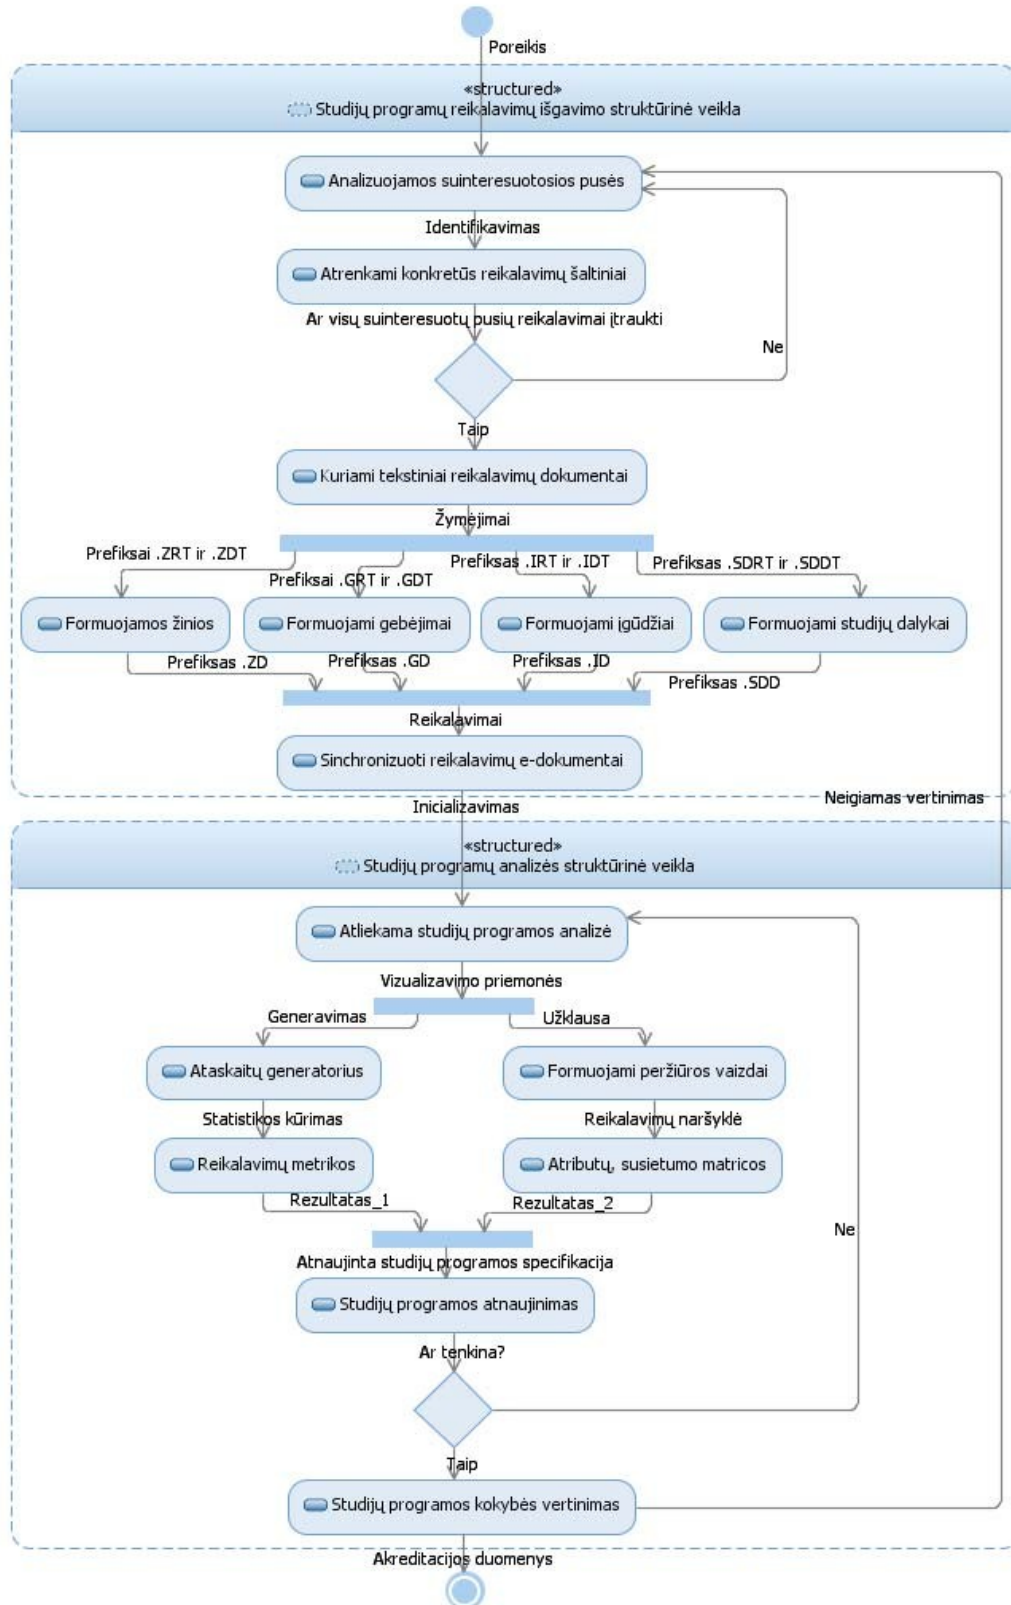 Poreikis
«structured»
Studijų programų reikalavimų išgavimo struktūrinė veikla
Analizuojamos suinteresuotosios pusės
Identifikavimas
Atrenkami konkretūs reikalavimų šaltiniai
Ar visų suinteresuotų pusių reikalavimai įtraukti
Ne
Taip
Kuriami tekstiniai reikalavimų dokumentai
Žymėjimai
Prefiksai .ZRT ir .ZDT
Prefiksai .GRT ir .GDT
Prefiksas .IRT ir .IDT
Prefiksas .SDRT ir .SDDT
Formuojamos žinios
Formuojami gebėjimai
Formuojami įgūdžiai
Formuojami studijų dalykai
Prefiksas .ZD
Prefiksas .GD
Prefiksas .ID
Prefiksas .SDD
Reikalavimai
Sinchronizuoti reikalavimų e-dokumentai
Inicializavimas
Neigiamas vertinimas
«structured»
Studijų programų analizės struktūrinė veikla
Atliekama studijų programos analizė
Vizualizavimo priemonės
Generavimas
Užklausa
Ataskaitų generatorius
Formuojami peržiūros vaizdai
Statistikos kūrimas
Reikalavimų naršyklė
Reikalavimų metrikos
Atributų, susietumo matricos
Rezultatas_1
Rezultatas_2
Ne
Atnaujinta studijų programos specifikacija
Studijų programos atnaujinimas
Ar tenkina?
Taip
Studijų programos kokybės vertinimas
Akreditacijos duomenys